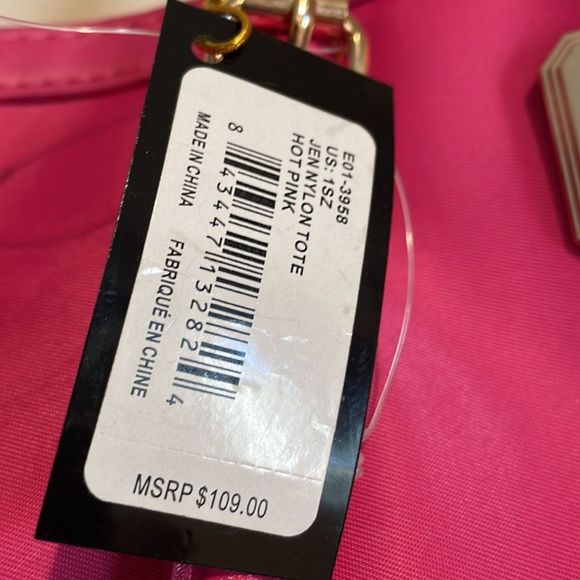 E01-3958
US: 1SZ
JEN NYLON TOTE
HOT PINK
8 43447 13282 4
MADE IN CHINA FABRIQUÉ EN CHINE
MSRP $109.00